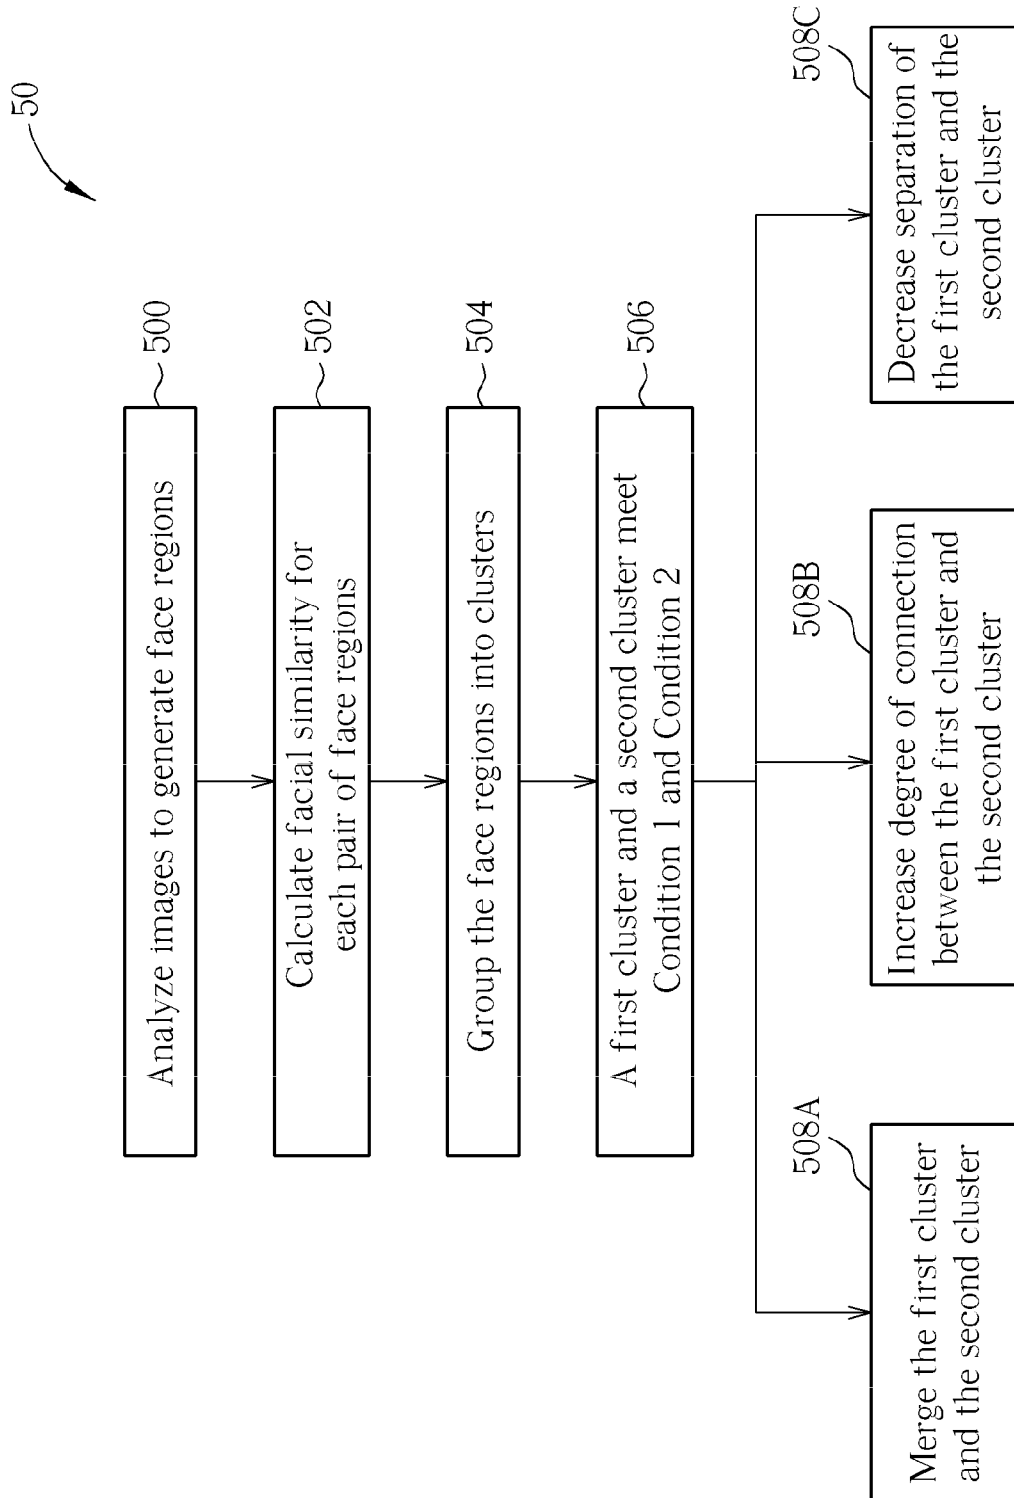 50
Analyze images to generate face regions
500
Calculate facial similarity for
each pair of face regions
502
Group the face regions into clusters
504
A first cluster and a second cluster meet
Condition 1 and Condition 2
506
508A
Merge the first cluster
and the second cluster
508B
Increase degree of connection
between the first cluster and
the second cluster
508C
Decrease separation of
the first cluster and the
second cluster